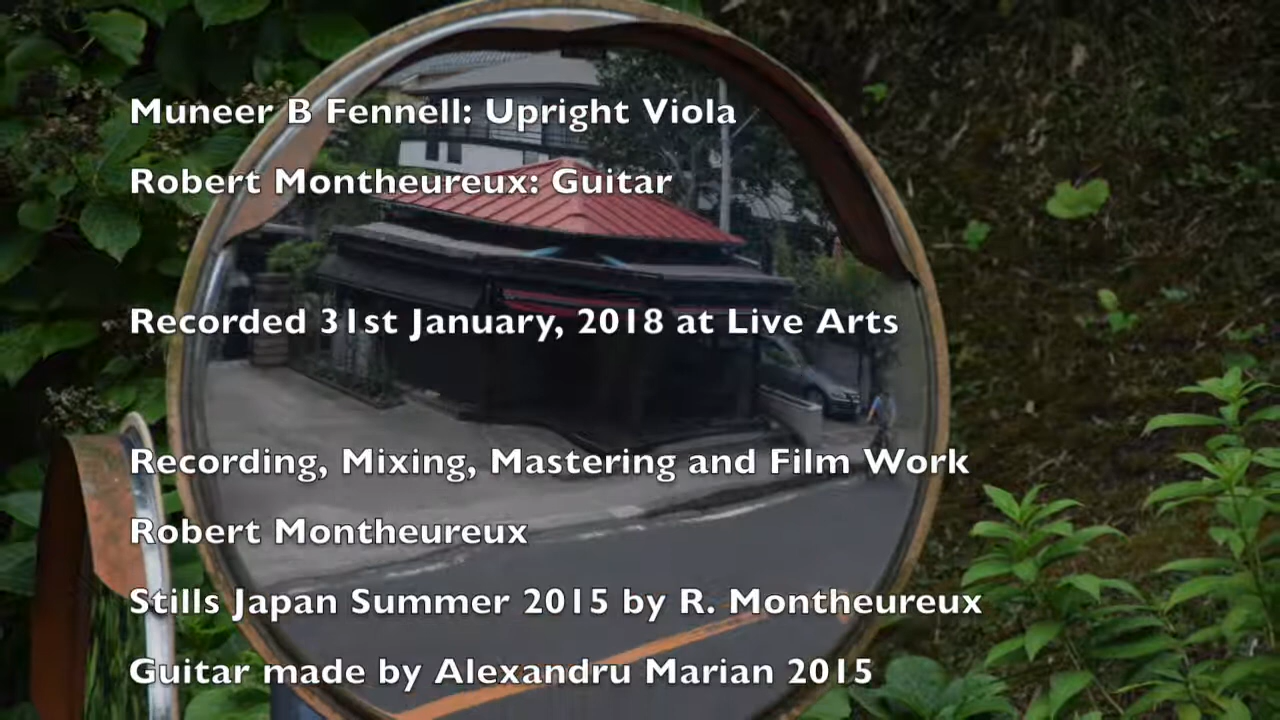 Muneer B Fennell: Upright Viola
Robert Montheureux: Guitar
Recorded 31st January, 2018 at Live Arts
Recording, Mixing, Mastering and Film Work
Robert Montheureux
Stills Japan Summer 2015 by R. Montheureux
Guitar made by Alexandru Marian 2015